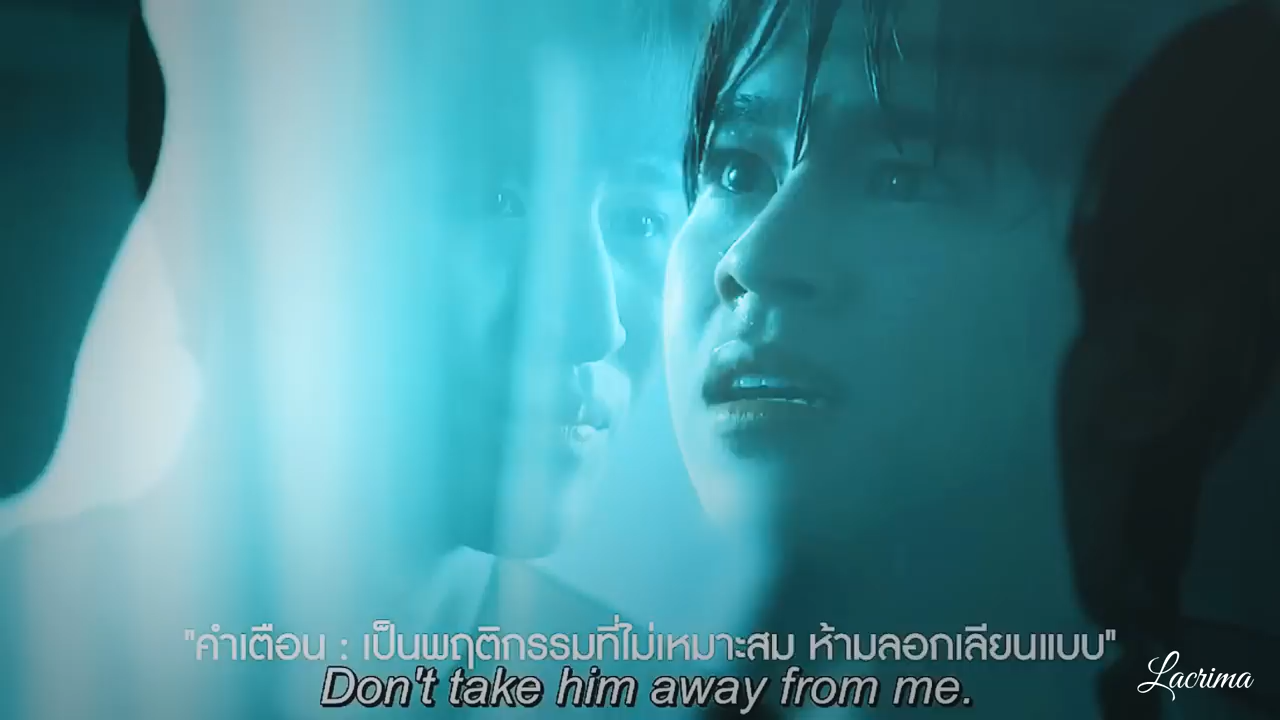 "คำเตือน : เป็นพฤติกรรมที่ไม่เหมาะสม ห้ามลอกเลียนแบบ"
Don't take him away from me.
Lacrima